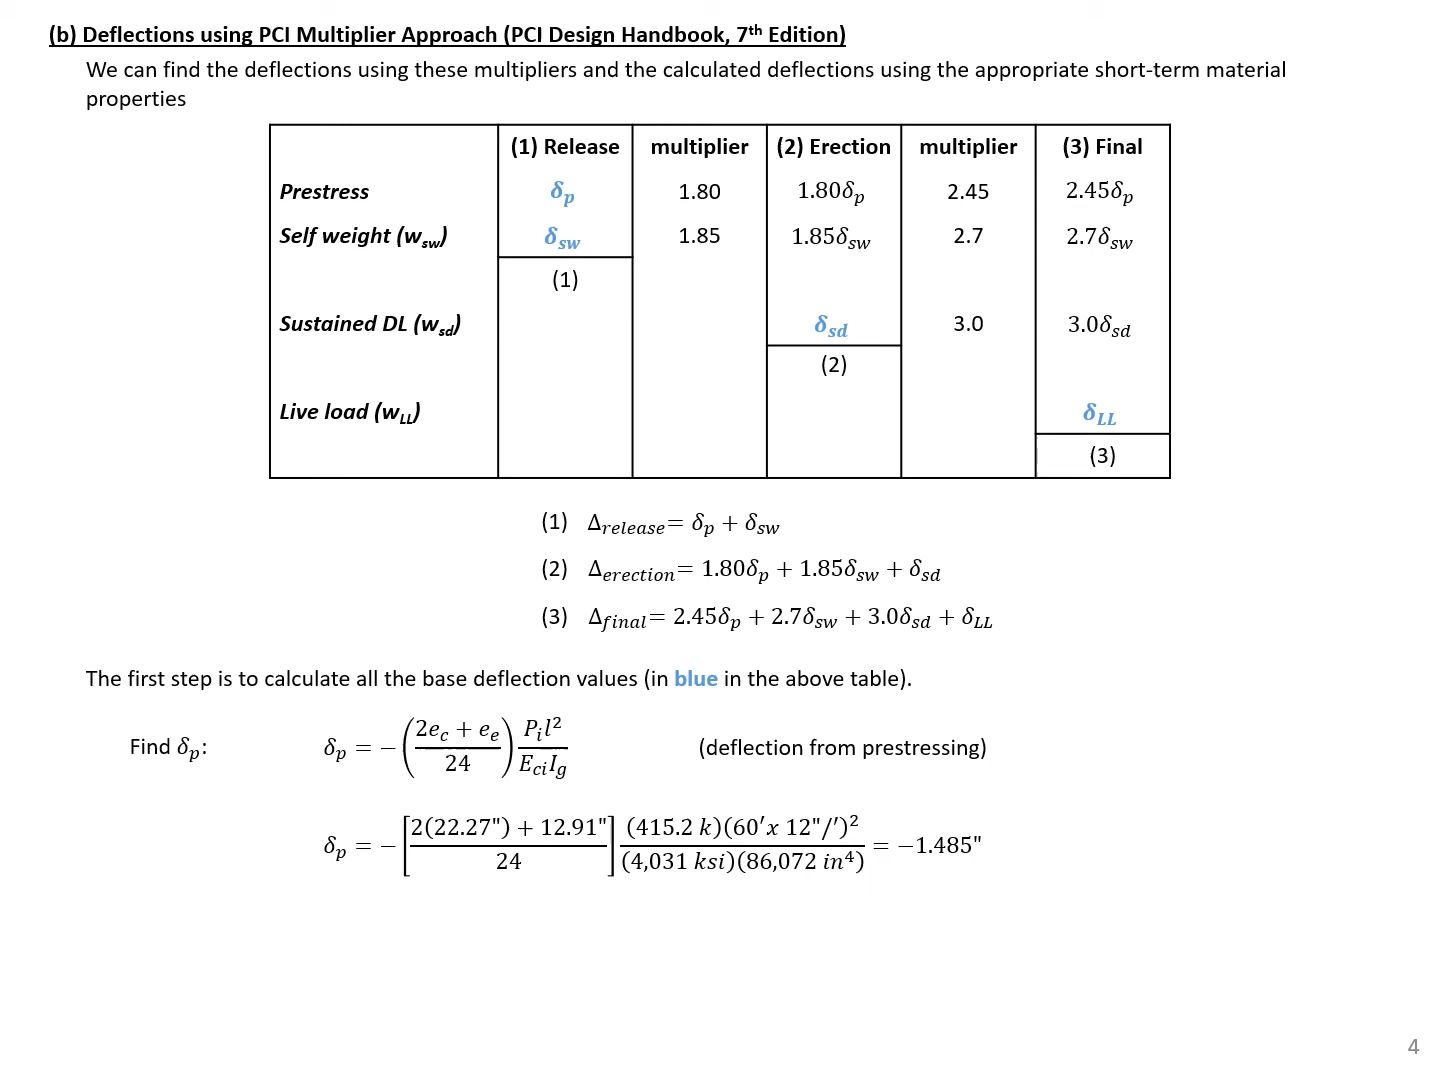 (b) Deflections using PCI Multiplier Approach (PCI Design Handbook, 7th Edition)
We can find the deflections using these multipliers and the calculated deflections using the appropriate short-term material
properties
(1) Release multiplier (2) Erection multiplier (3) Final
Prestress δp 1.80 1.80δp 2.45 2.45δp
Self weight (wsw) δsw 1.85 1.85δsw 2.7 2.7δsw
(1)
Sustained DL (wsd) δsd 3.0 3.0δsd
(2)
Live load (wLL) δLL
(3)
(1) Δrelease= δp + δsw
(2) Δerection= 1.80δp + 1.85δsw + δsd
(3) Δfinal= 2.45δp + 2.7δsw + 3.0δsd + δLL
The first step is to calculate all the base deflection values (in blue in the above table).
Find δp: δp = −((2ec + ee)/24) Pil²/EciIg (deflection from prestressing)
δp = −[(2(22.27") + 12.91")/24] (415.2 k)(60′x 12"/′)²/(4,031 ksi)(86,072 in⁴) = −1.485"
4